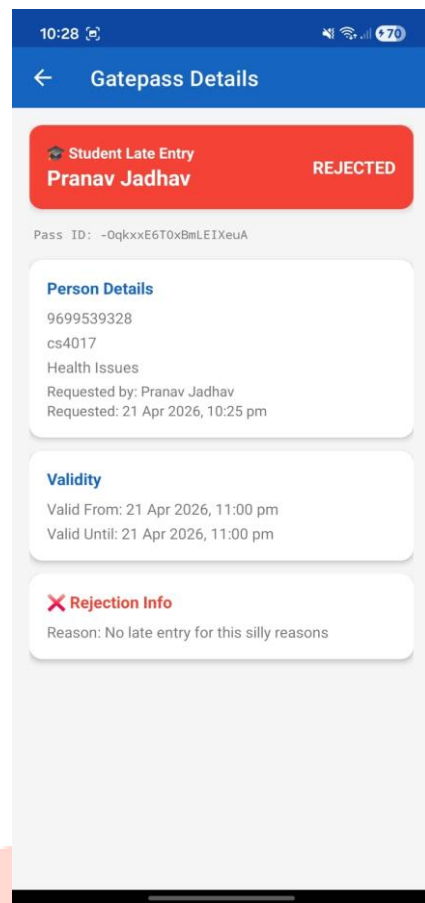 10:28
70
Gatepass Details
Student Late Entry
Pranav Jadhav
REJECTED
Pass ID: -OqkxxE6TOxBmLEIXeuA
Person Details
9699539328
cs4017
Health Issues
Requested by: Pranav Jadhav
Requested: 21 Apr 2026, 10:25 pm
Validity
Valid From: 21 Apr 2026, 11:00 pm
Valid Until: 21 Apr 2026, 11:00 pm
Rejection Info
Reason: No late entry for this silly reasons